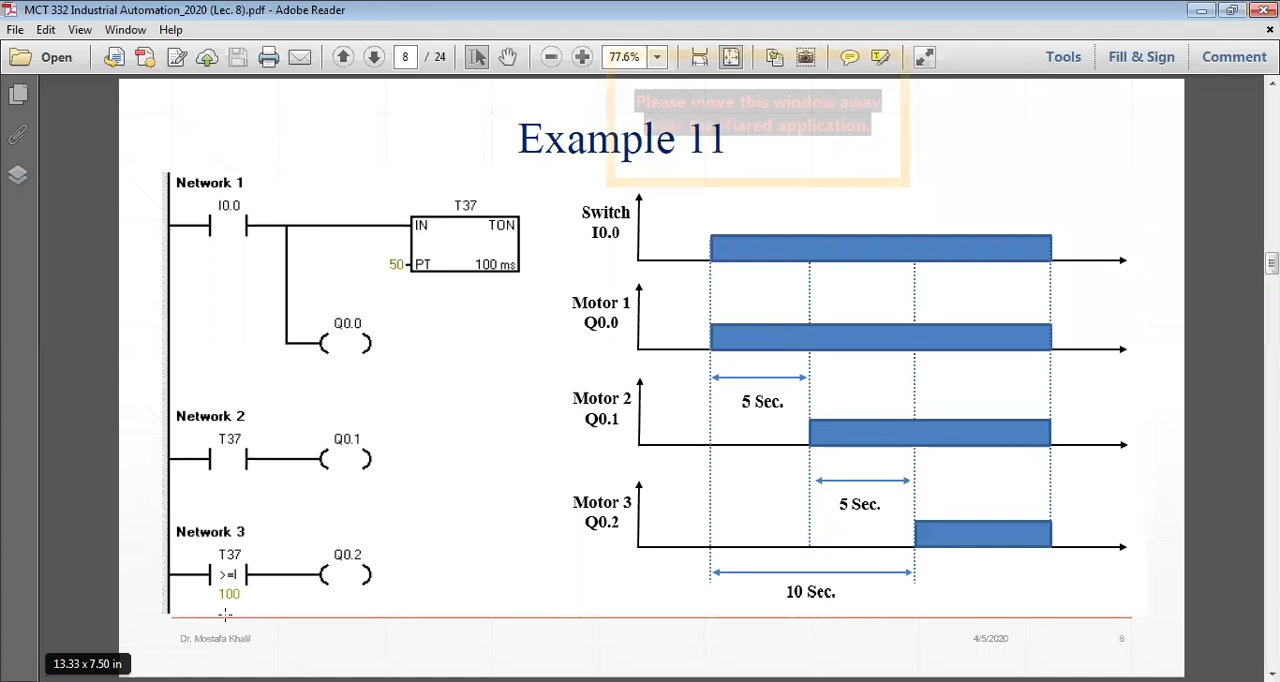 MCT 332 Industrial Automation_2020 (Lec. 8).pdf - Adobe Reader
File Edit View Window Help
Open 8 / 24 77.6% Tools Fill & Sign Comment
Please move this window away
shared application.
Example 11
Network 1
I0.0
T37
IN TON
50 PT 100 ms
Q0.0
Network 2
T37 Q0.1
Network 3
T37 Q0.2
>=I
100
Switch
I0.0
Motor 1
Q0.0
5 Sec.
Motor 2
Q0.1
5 Sec.
Motor 3
Q0.2
10 Sec.
Dr. Mostafa Khalil 4/5/2020 8
13.33 x 7.50 in